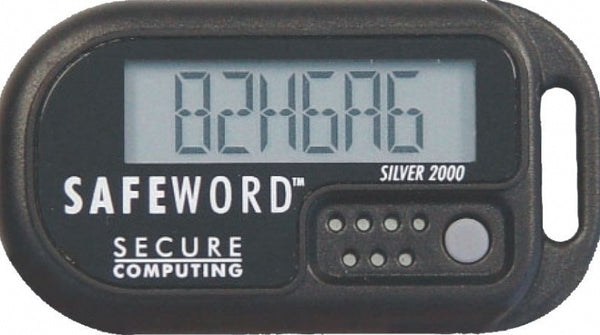 82H6A6
SILVER 2000
SAFEWORD™
SECURE
COMPUTING